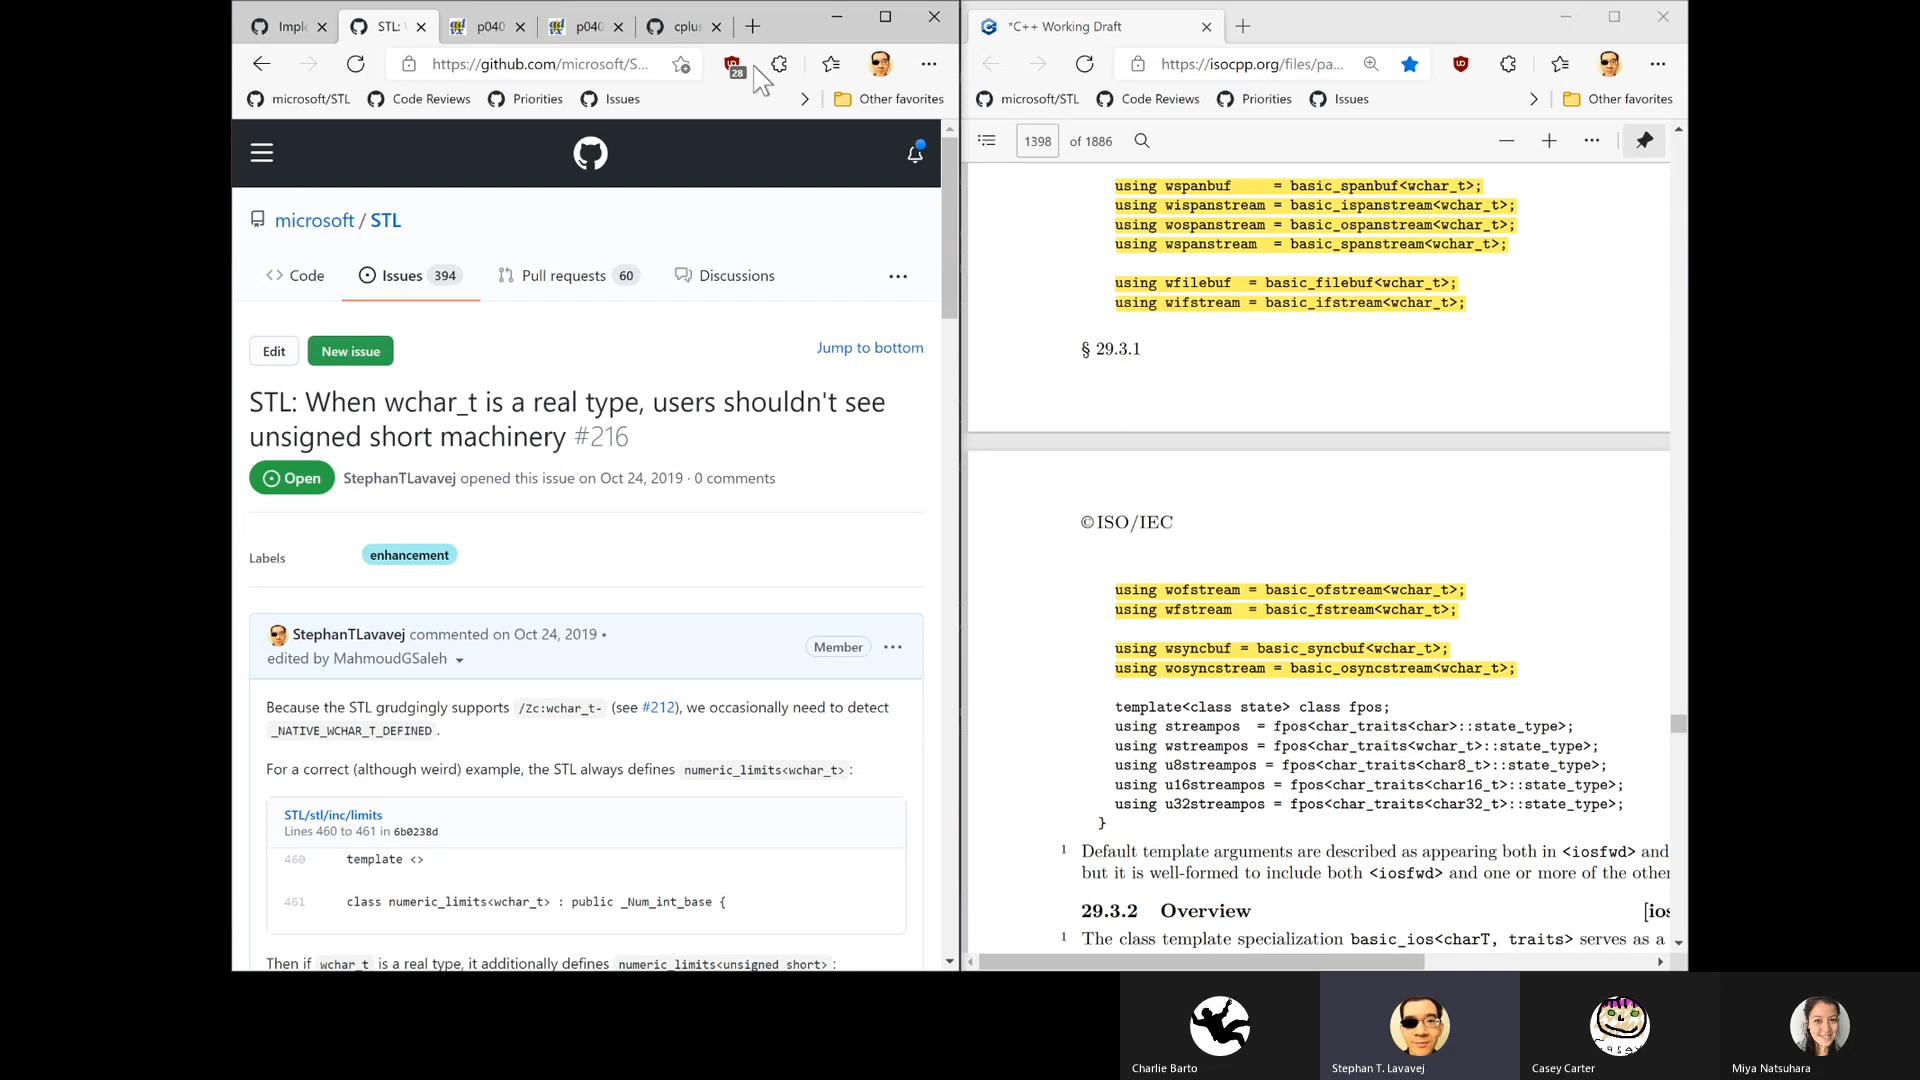 Imple
STL: W
p040
p040
cplus
https://github.com/microsoft/S...
28
microsoft/STL
Code Reviews
Priorities
Issues
Other favorites
microsoft / STL
Code
Issues 394
Pull requests 60
Discussions
Edit
New issue
Jump to bottom
STL: When wchar_t is a real type, users shouldn't see
unsigned short machinery #216
Open
StephanTLavavej opened this issue on Oct 24, 2019 · 0 comments
Labels
enhancement
StephanTLavavej commented on Oct 24, 2019 •
edited by MahmoudGSaleh
Member
Because the STL grudgingly supports /Zc:wchar_t- (see #212), we occasionally need to detect
_NATIVE_WCHAR_T_DEFINED .
For a correct (although weird) example, the STL always defines numeric_limits<wchar_t> :
STL/stl/inc/limits
Lines 460 to 461 in 6b0238d
460 template <>
461 class numeric_limits<wchar_t> : public _Num_int_base {
Then if wchar_t is a real type, it additionally defines numeric_limits<unsigned short> :
*C++ Working Draft
https://isocpp.org/files/pa...
microsoft/STL
Code Reviews
Priorities
Issues
Other favorites
1398 of 1886
using wspanbuf = basic_spanbuf<wchar_t>;
using wispanstream = basic_ispanstream<wchar_t>;
using wospanstream = basic_ospanstream<wchar_t>;
using wspanstream = basic_spanstream<wchar_t>;
using wfilebuf = basic_filebuf<wchar_t>;
using wifstream = basic_ifstream<wchar_t>;
§ 29.3.1
©ISO/IEC
using wofstream = basic_ofstream<wchar_t>;
using wfstream = basic_fstream<wchar_t>;
using wsyncbuf = basic_syncbuf<wchar_t>;
using wosyncstream = basic_osyncstream<wchar_t>;
template<class state> class fpos;
using streampos = fpos<char_traits<char>::state_type>;
using wstreampos = fpos<char_traits<wchar_t>::state_type>;
using u8streampos = fpos<char_traits<char8_t>::state_type>;
using u16streampos = fpos<char_traits<char16_t>::state_type>;
using u32streampos = fpos<char_traits<char32_t>::state_type>;
}
1 Default template arguments are described as appearing both in <iosfwd> and
but it is well-formed to include both <iosfwd> and one or more of the other
29.3.2 Overview [ios
1 The class template specialization basic_ios<charT, traits> serves as a
Charlie Barto
Stephan T. Lavavej
Casey Carter
Miya Natsuhara